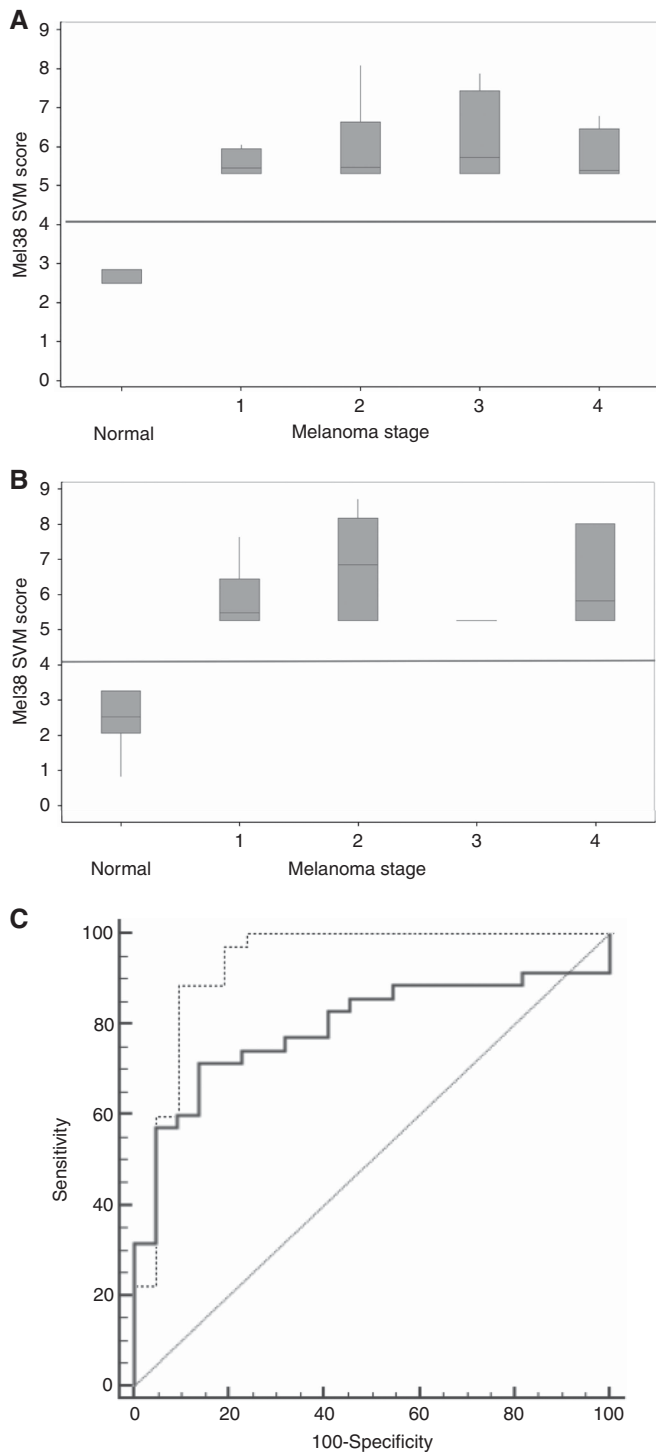 A
9
8
7
6
5
4
3
2
1
0
Mel38 SVM score
1 2 3 4
Normal Melanoma stage
B
9
8
7
6
5
4
3
2
1
0
Mel38 SVM score
1 2 3 4
Normal Melanoma stage
C
100
80
60
40
20
0
Sensitivity
0 20 40 60 80 100
100-Specificity